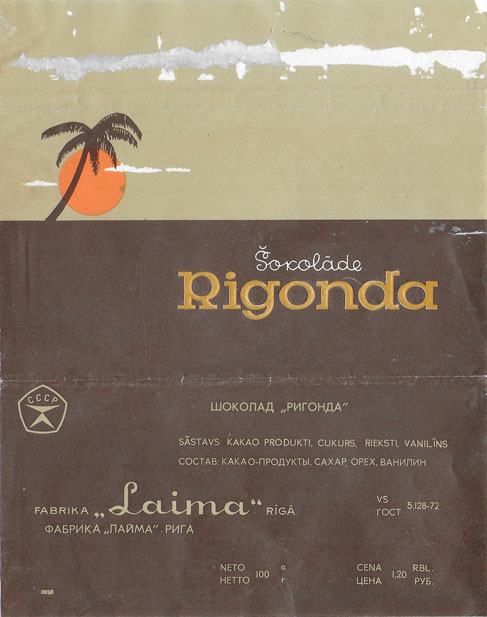 Šokolāde
Rigonda
СССР
ШОКОЛАД „РИГОНДА"
SĀSTAVS: KAKAO PRODUKTI, CUKURS, RIEKSTI, VANILĪNS
СОСТАВ: КАКАО-ПРОДУКТЫ, САХАР, ОРЕХ, ВАНИЛИН
FABRIKA „Laima" RĪGĀ
ФАБРИКА „ЛАЙМА" РИГА
VS
ГОСТ 5.128-72
NETO 100 g
НЕТТО г
CENA 1,20 RBL.
ЦЕНА РУБ.